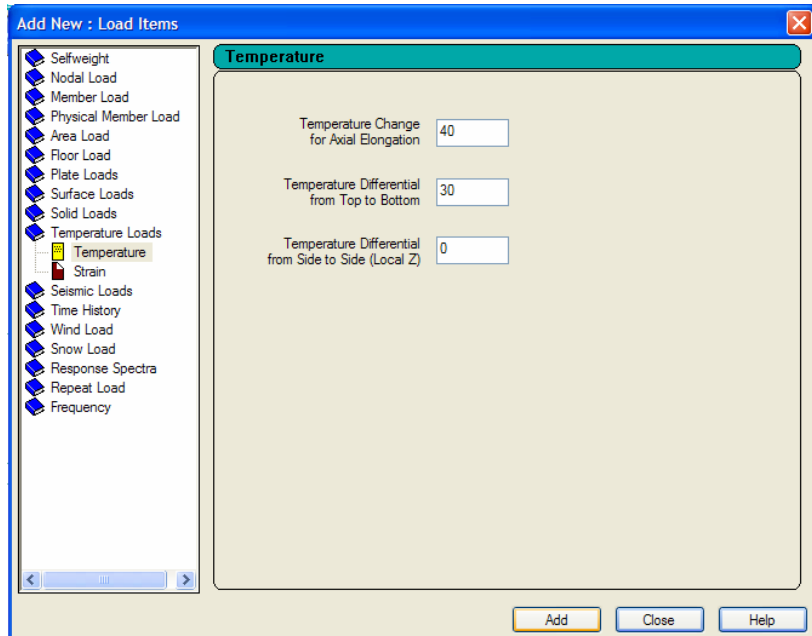 Add New : Load Items
Selfweight
Nodal Load
Member Load
Physical Member Load
Area Load
Floor Load
Plate Loads
Surface Loads
Solid Loads
Temperature Loads
Temperature
Strain
Seismic Loads
Time History
Wind Load
Snow Load
Response Spectra
Repeat Load
Frequency
Temperature
Temperature Change
for Axial Elongation
40
Temperature Differential
from Top to Bottom
30
Temperature Differential
from Side to Side (Local Z)
0
Add
Close
Help